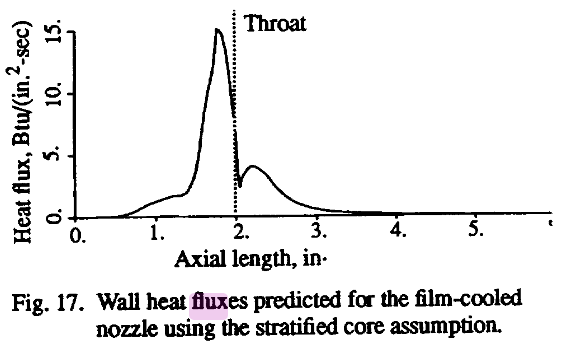 Throat
Heat flux, Btu/(in.²-sec)
15.
10.
5.
0.
0. 1. 2. 3. 4. 5.
Axial length, in.
Fig. 17. Wall heat fluxes predicted for the film-cooled
nozzle using the stratified core assumption.